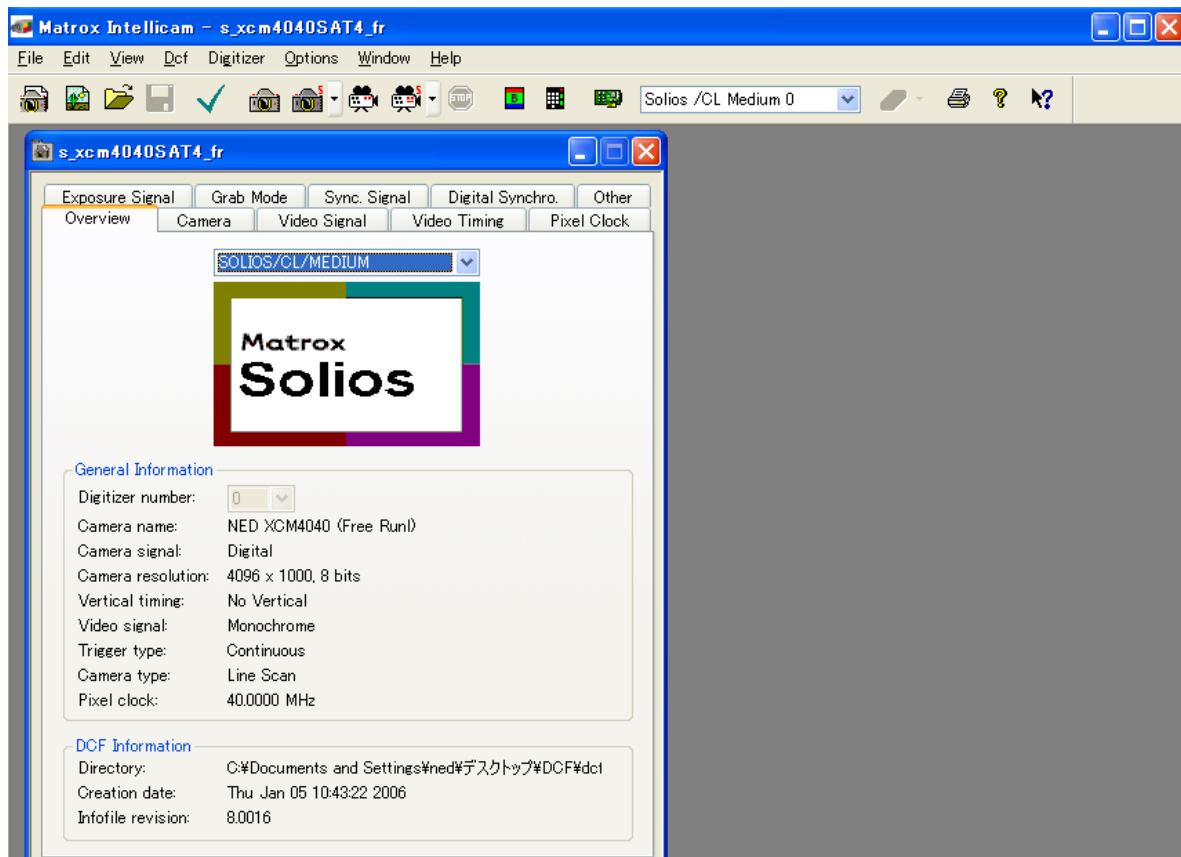 Matrox Intellicam - s_xcm4040SAT4_fr
File Edit View Dcf Digitizer Options Window Help
S S STOP B Solios /CL Medium 0
s_xcm4040SAT4_fr
Exposure Signal Grab Mode Sync. Signal Digital Synchro. Other
Overview Camera Video Signal Video Timing Pixel Clock
SOLIOS/CL/MEDIUM
Matrox
Solios
General Information
Digitizer number: 0
Camera name: NED XCM4040 (Free Runl)
Camera signal: Digital
Camera resolution: 4096 x 1000, 8 bits
Vertical timing: No Vertical
Video signal: Monochrome
Trigger type: Continuous
Camera type: Line Scan
Pixel clock: 40.0000 MHz
DCF Information
Directory: C:¥Documents and Settings¥ned¥デスクトップ¥DCF¥dcf
Creation date: Thu Jan 05 10:43:22 2006
Infofile revision: 8.0016